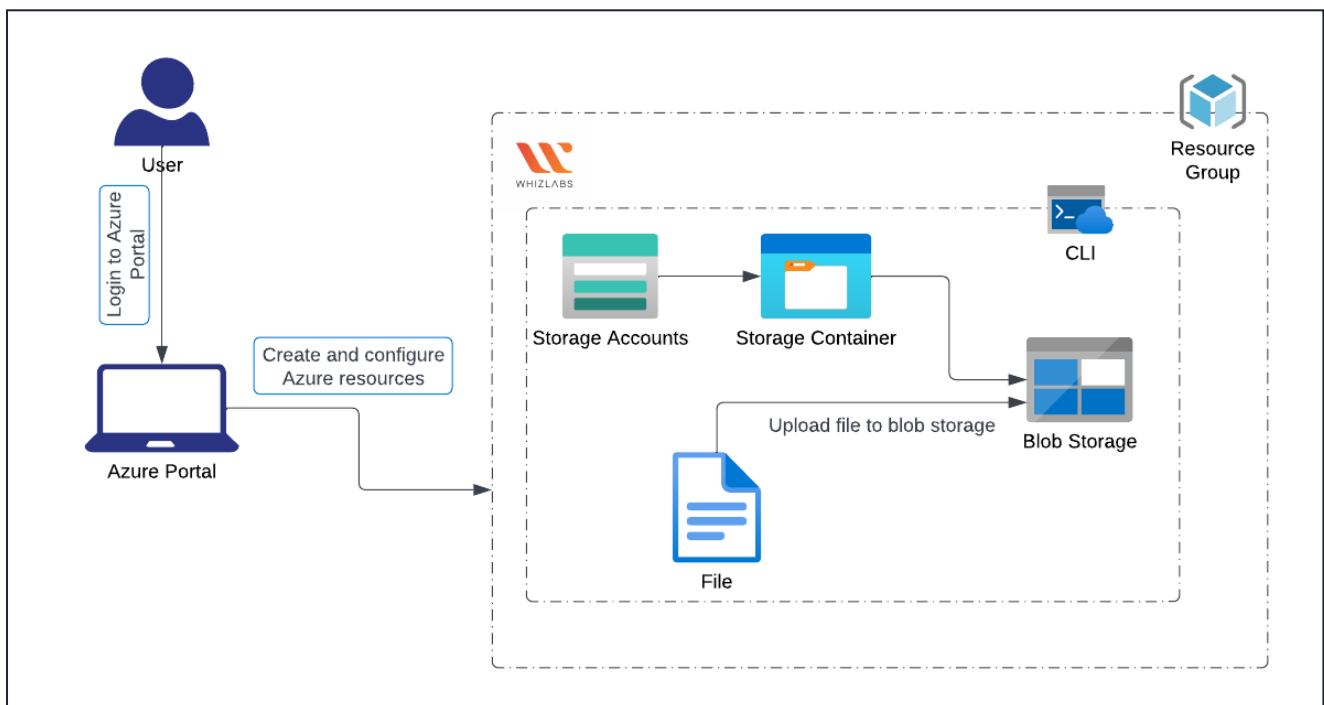 User
Login to Azure
Portal
Create and configure
Azure resources
Azure Portal
WHIZLABS
Resource
Group
>_
CLI
Storage Accounts
Storage Container
Upload file to blob storage
Blob Storage
File